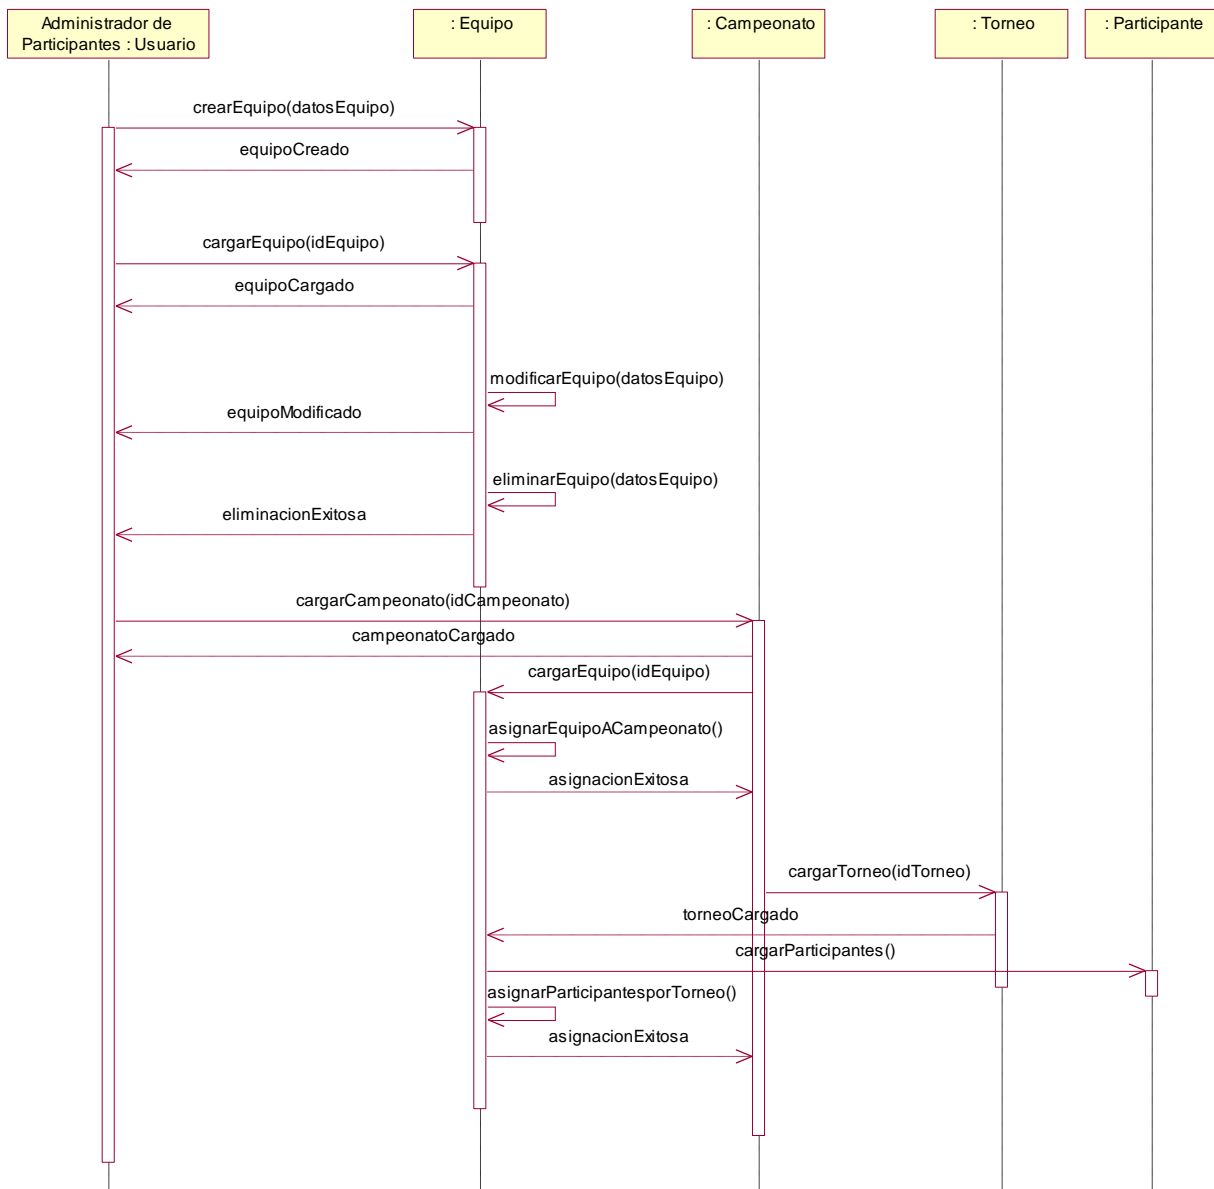 Administrador de
Participantes : Usuario
: Equipo
: Campeonato
: Torneo
: Participante
crearEquipo(datosEquipo)
equipoCreado
cargarEquipo(idEquipo)
equipoCargado
modificarEquipo(datosEquipo)
equipoModificado
eliminarEquipo(datosEquipo)
eliminacionExitosa
cargarCampeonato(idCampeonato)
campeonatoCargado
cargarEquipo(idEquipo)
asignarEquipoACampeonato()
asignacionExitosa
cargarTorneo(idTorneo)
torneoCargado
cargarParticipantes()
asignarParticipantesporTorneo()
asignacionExitosa